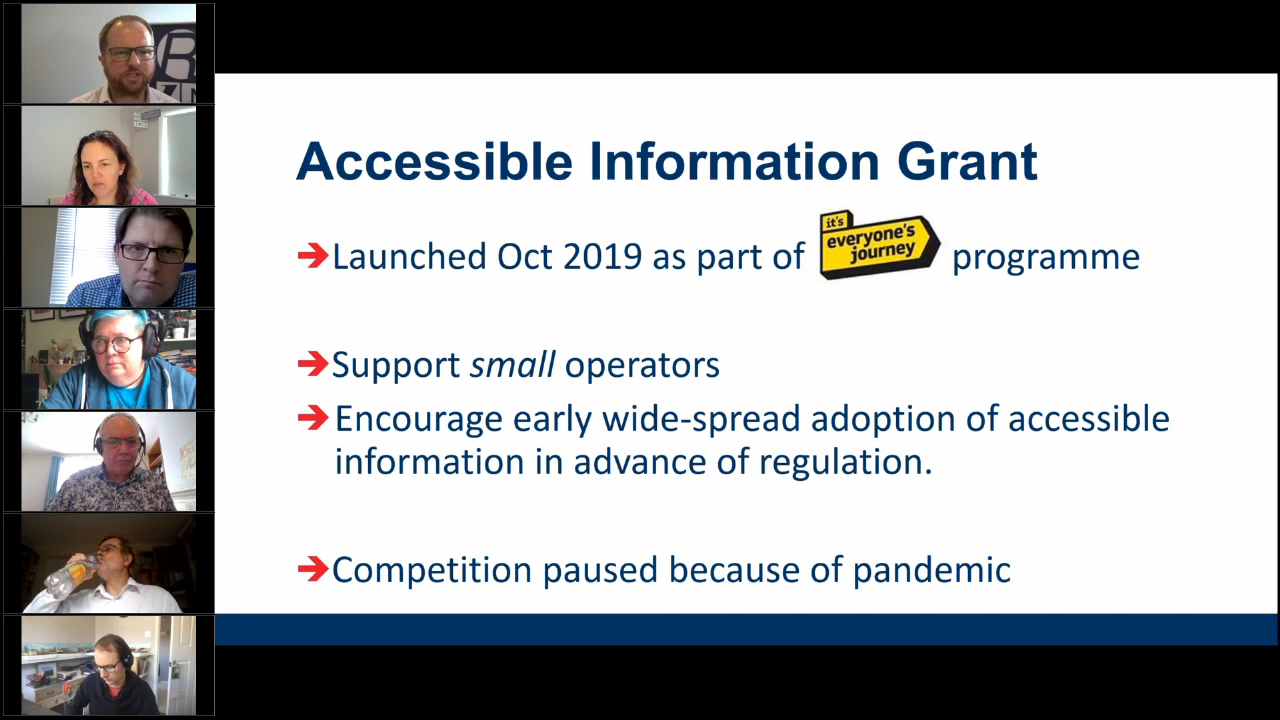 Accessible Information Grant
➔Launched Oct 2019 as part of it's everyone's journey programme
➔Support small operators
➔Encourage early wide-spread adoption of accessible
information in advance of regulation.
➔Competition paused because of pandemic